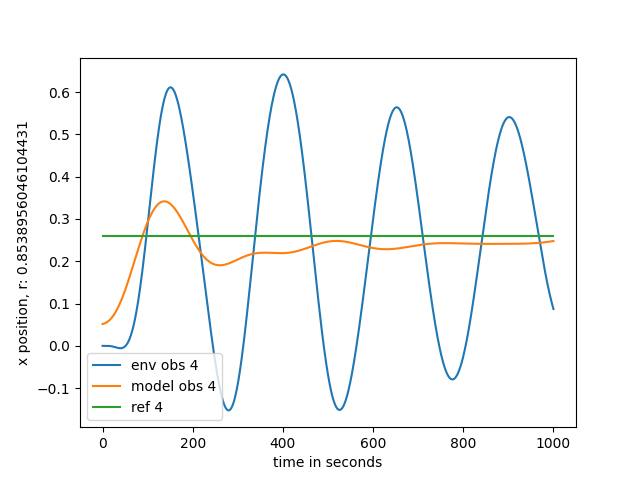 x position, r: 0.8538956046104431
0.6
0.5
0.4
0.3
0.2
0.1
0.0
−0.1
env obs 4
model obs 4
ref 4
0
200
400
600
800
1000
time in seconds